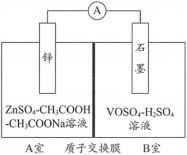 A
锌
石
墨
ZnSO₄-CH₃COOH
-CH₃COONa溶液
VOSO₄-H₂SO₄
溶液
A室 质子交换膜 B室